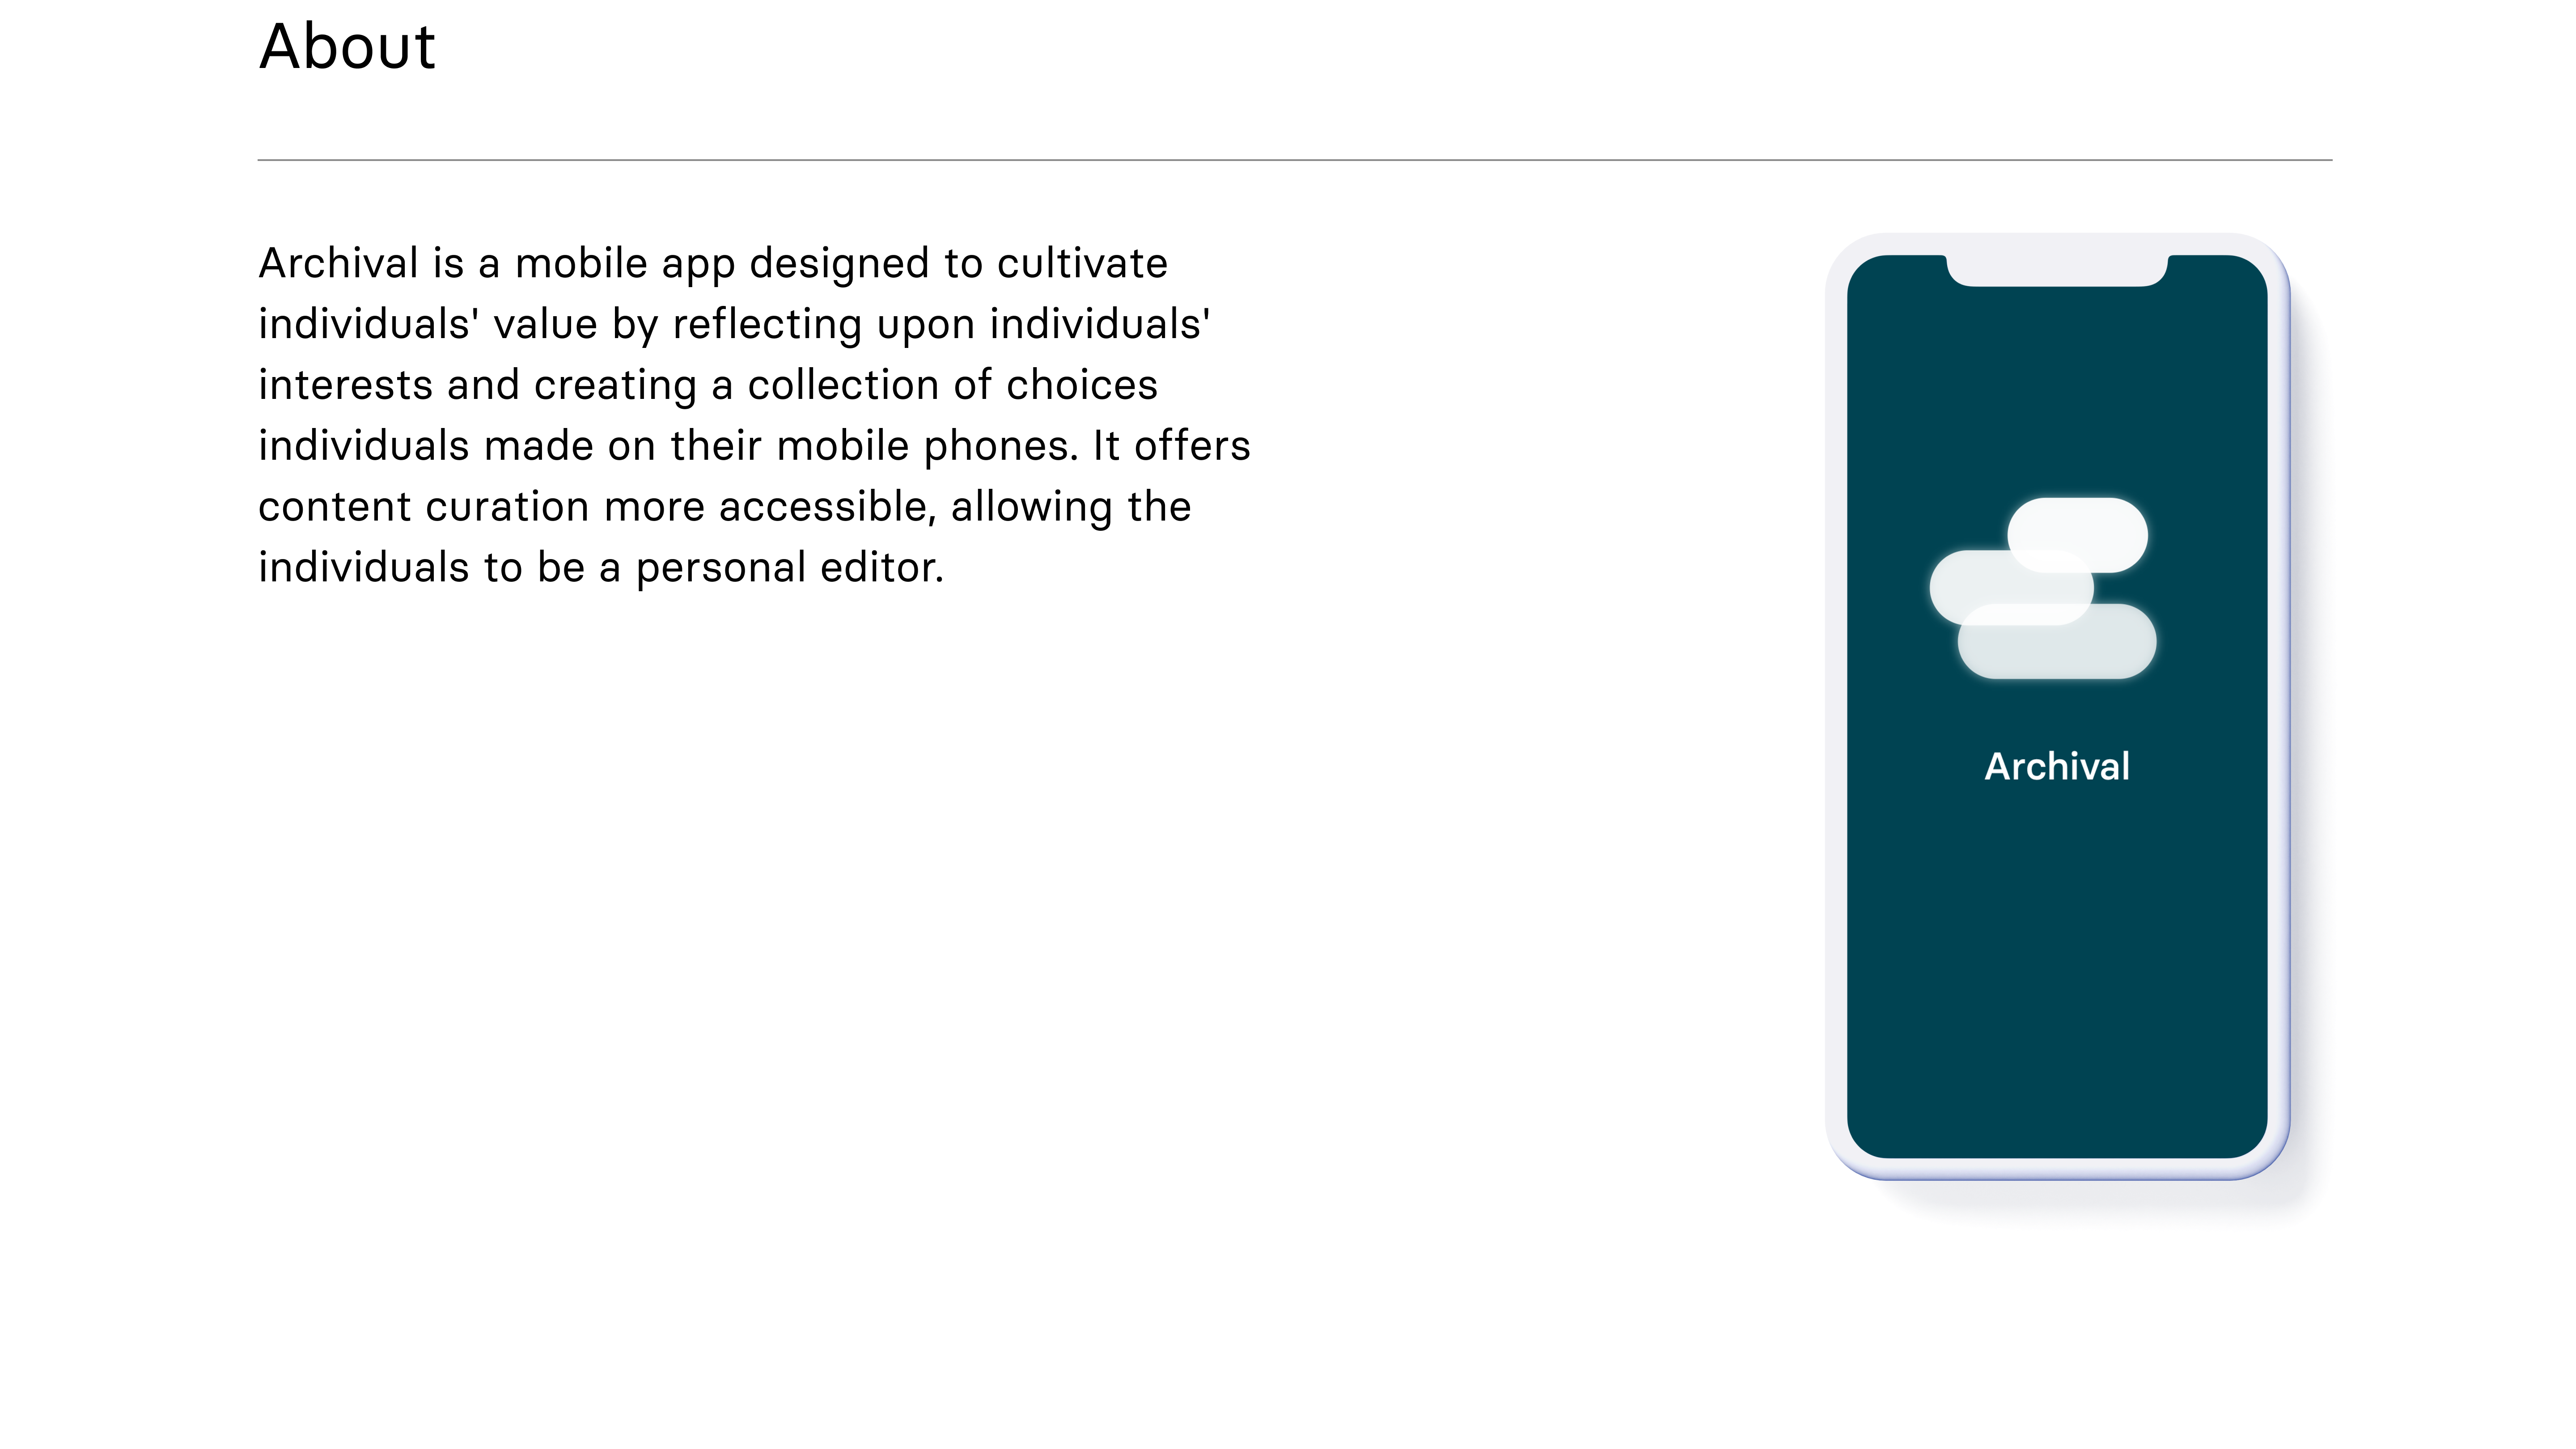 About
Archival is a mobile app designed to cultivate
individuals' value by reflecting upon individuals'
interests and creating a collection of choices
individuals made on their mobile phones. It offers
content curation more accessible, allowing the
individuals to be a personal editor.
Archival